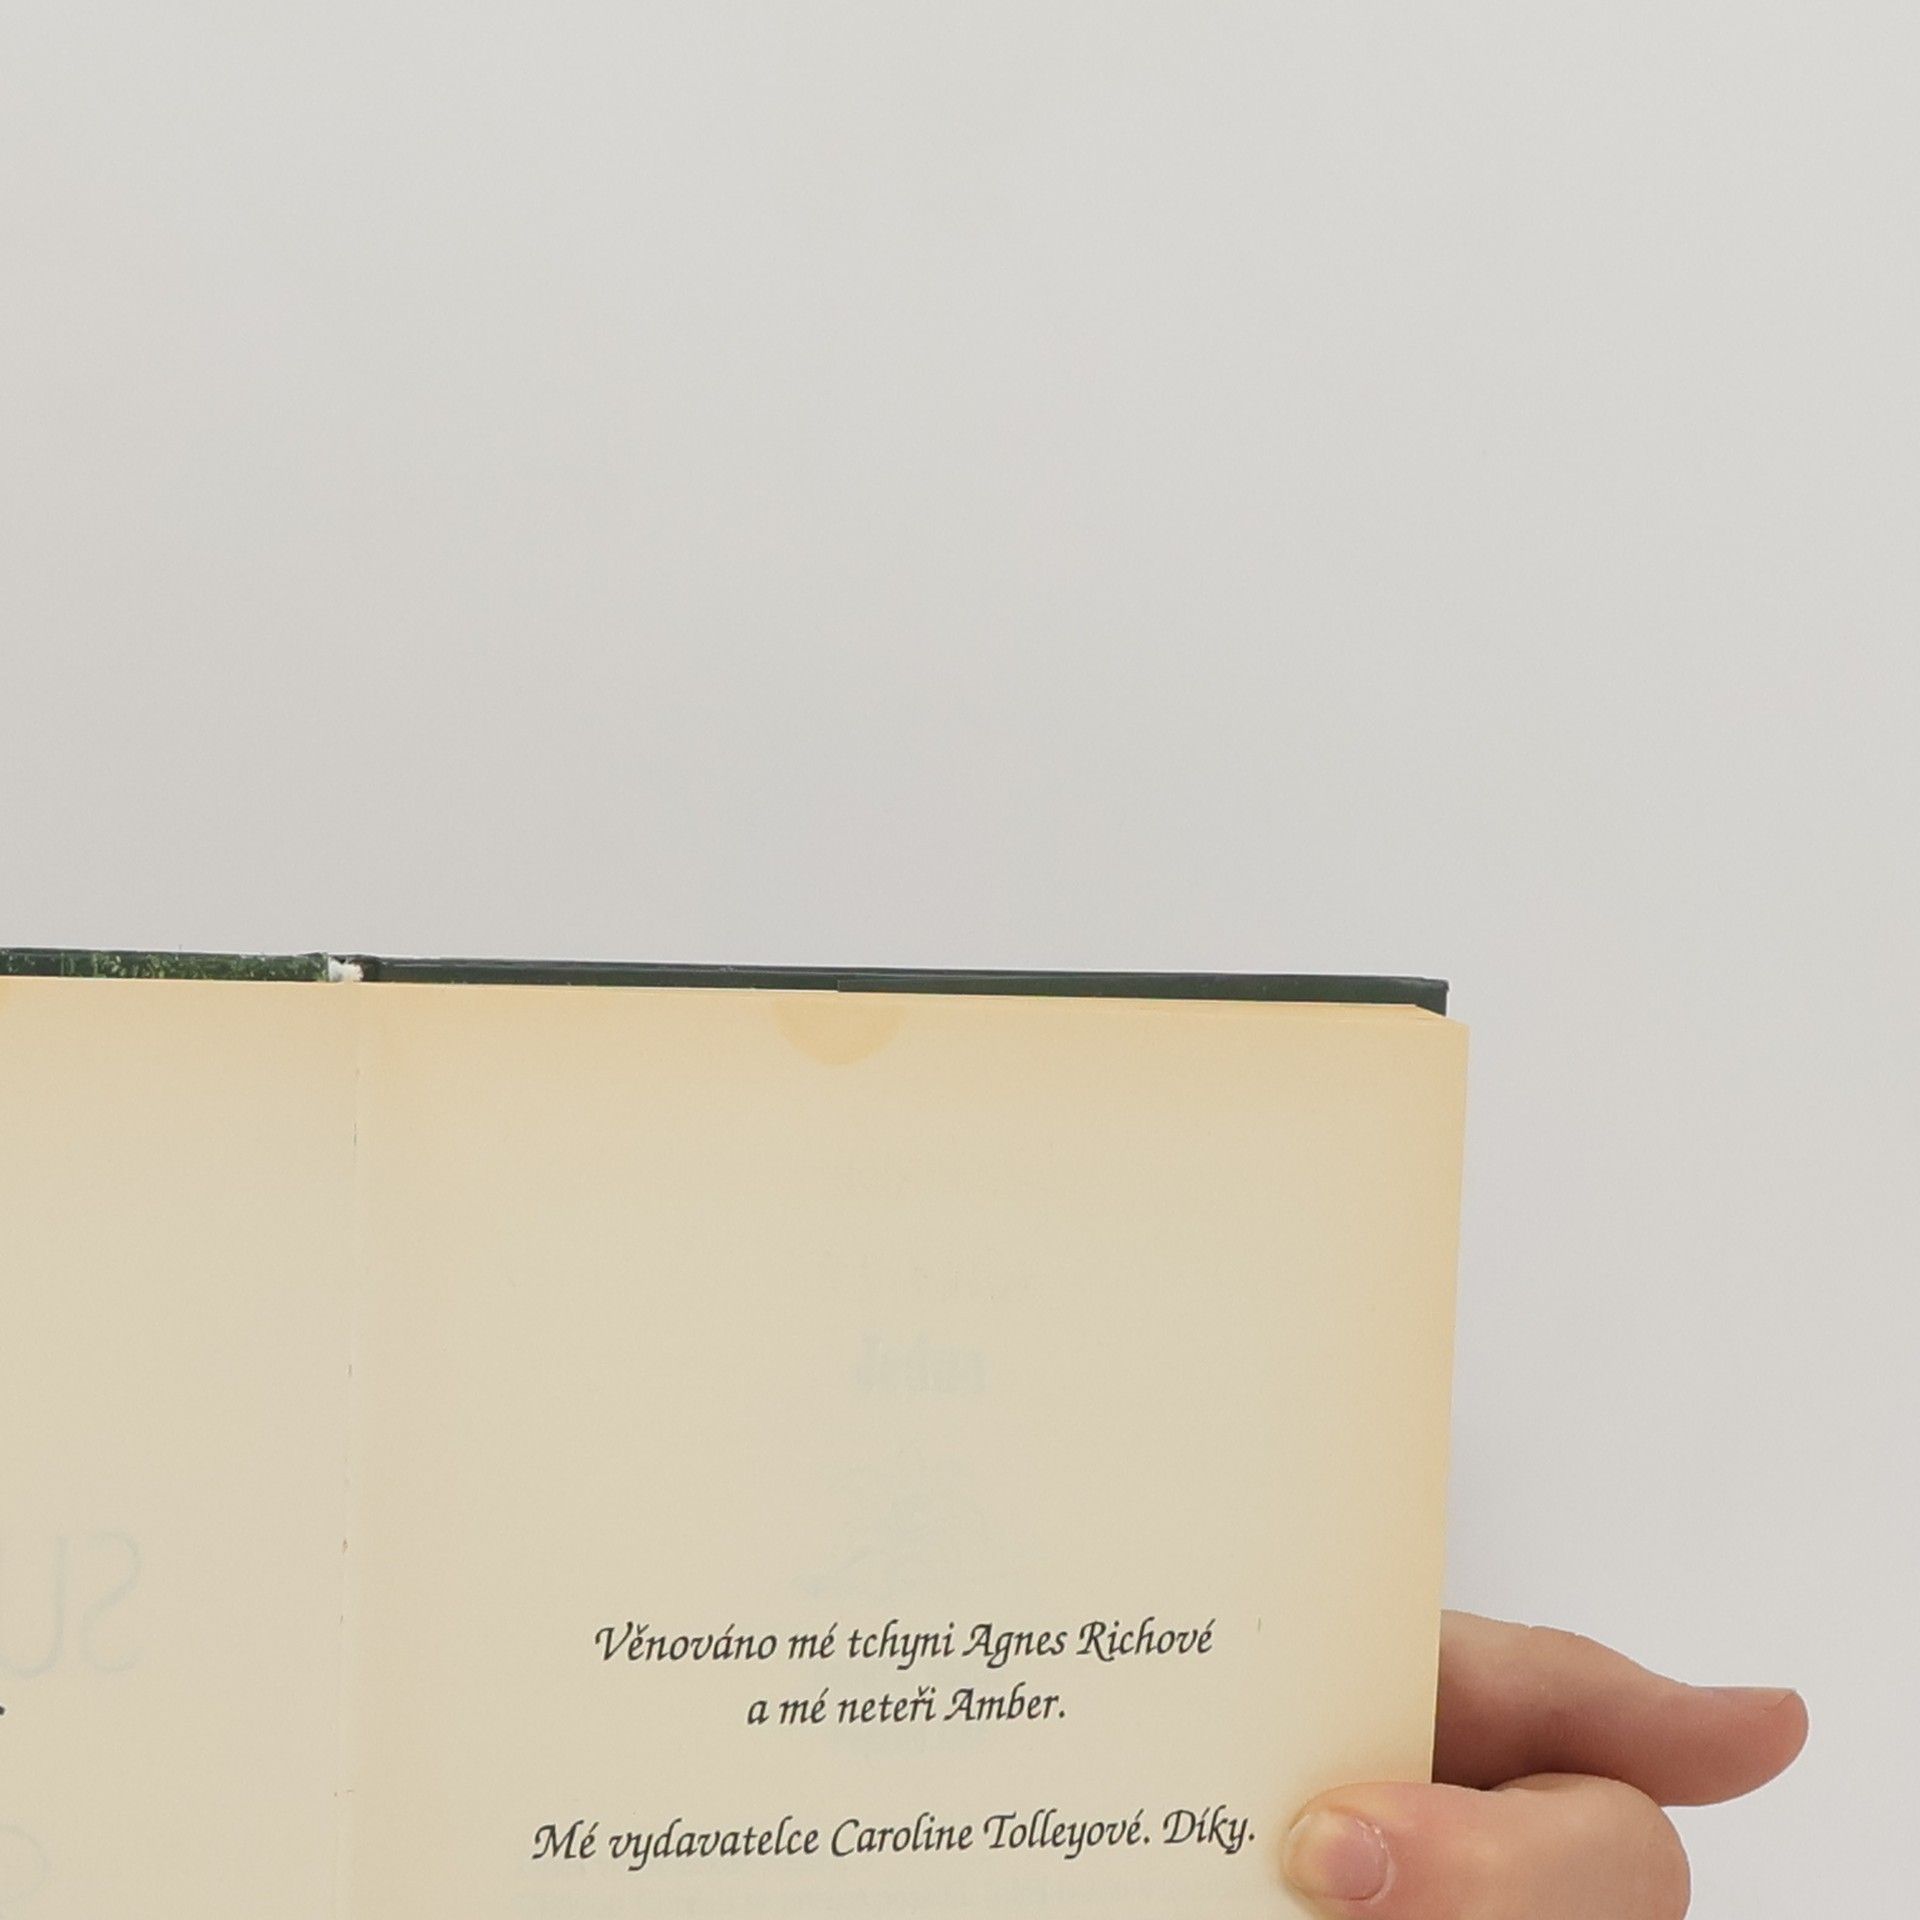 Věnováno mé tchyni Agnes Richové
a mé neteři Amber.
Mé vydavatelce Caroline Tolleyové. Díky.